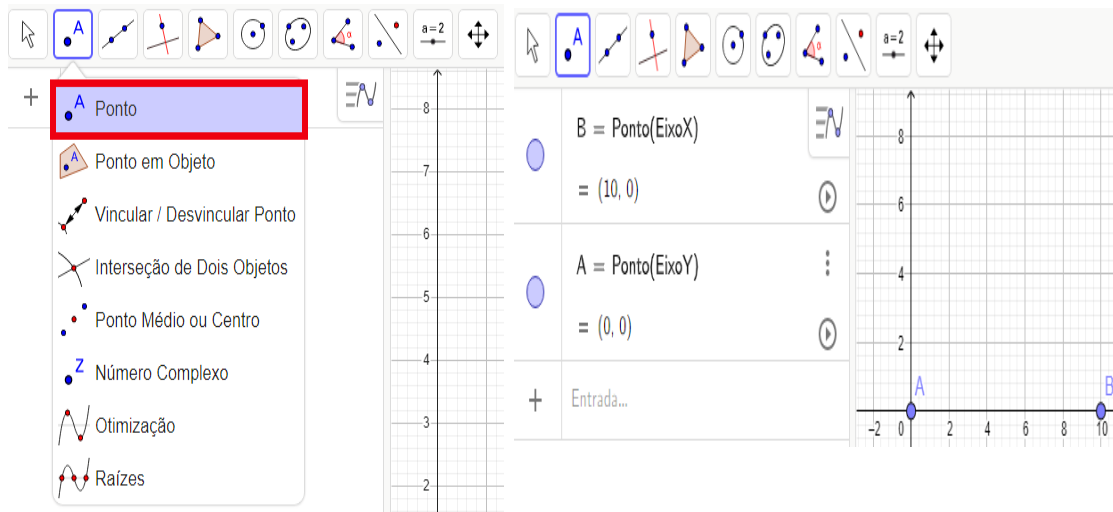 A
α
a=2
A Ponto
A Ponto em Objeto
Vincular / Desvincular Ponto
Interseção de Dois Objetos
Ponto Médio ou Centro
Z Número Complexo
Otimização
Raízes
8
7
6
5
4
3
2
A
α
a=2
B = Ponto(EixoX)
= (10, 0)
A = Ponto(EixoY)
= (0, 0)
Entrada...
8
6
4
2
A
B
–2 0 2 4 6 8 10